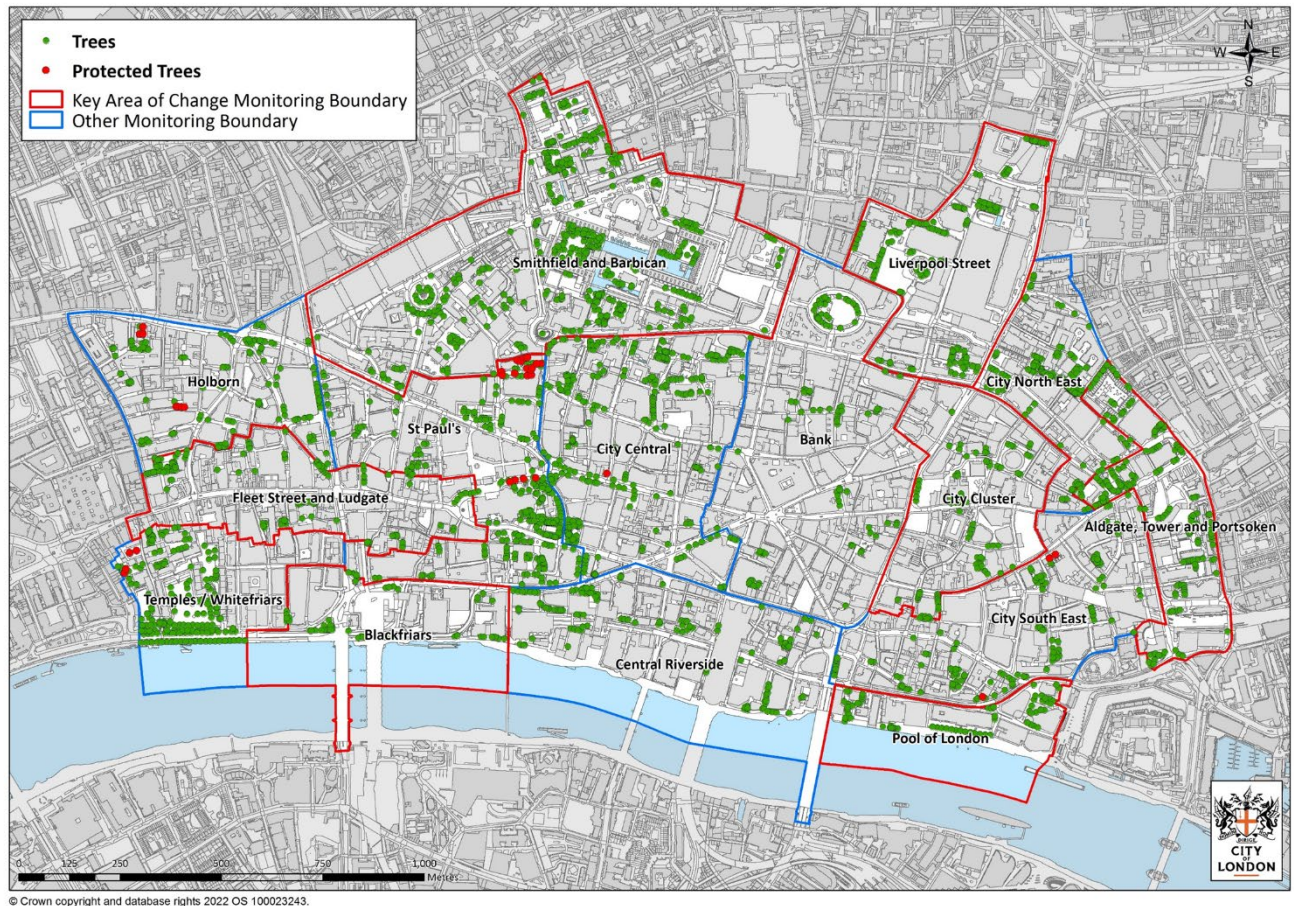 Trees
Protected Trees
Key Area of Change Monitoring Boundary
Other Monitoring Boundary
N
W E
S
Smithfield and Barbican
Liverpool Street
Holborn
City North East
St Paul's
City Central
Bank
Fleet Street and Ludgate
City Cluster
Aldgate, Tower and Portsoken
Temples / Whitefriars
City South East
Blackfriars
Central Riverside
Pool of London
0 125 250 500 750 1,000
Metres
DIRIGE
CITY
OF
LONDON
© Crown copyright and database rights 2022 OS 100023243.